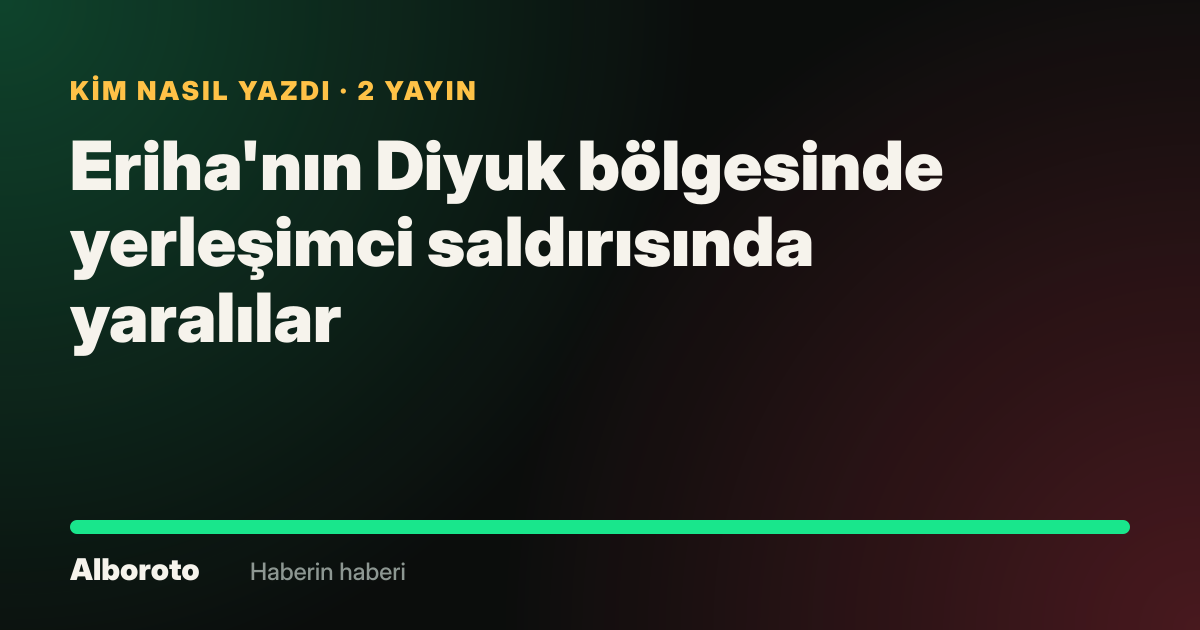 KİM NASIL YAZDI · 2 YAYIN
Eriha'nın Diyuk bölgesinde
yerleşimci saldırısında
yaralılar
Alboroto
Haberin haberi